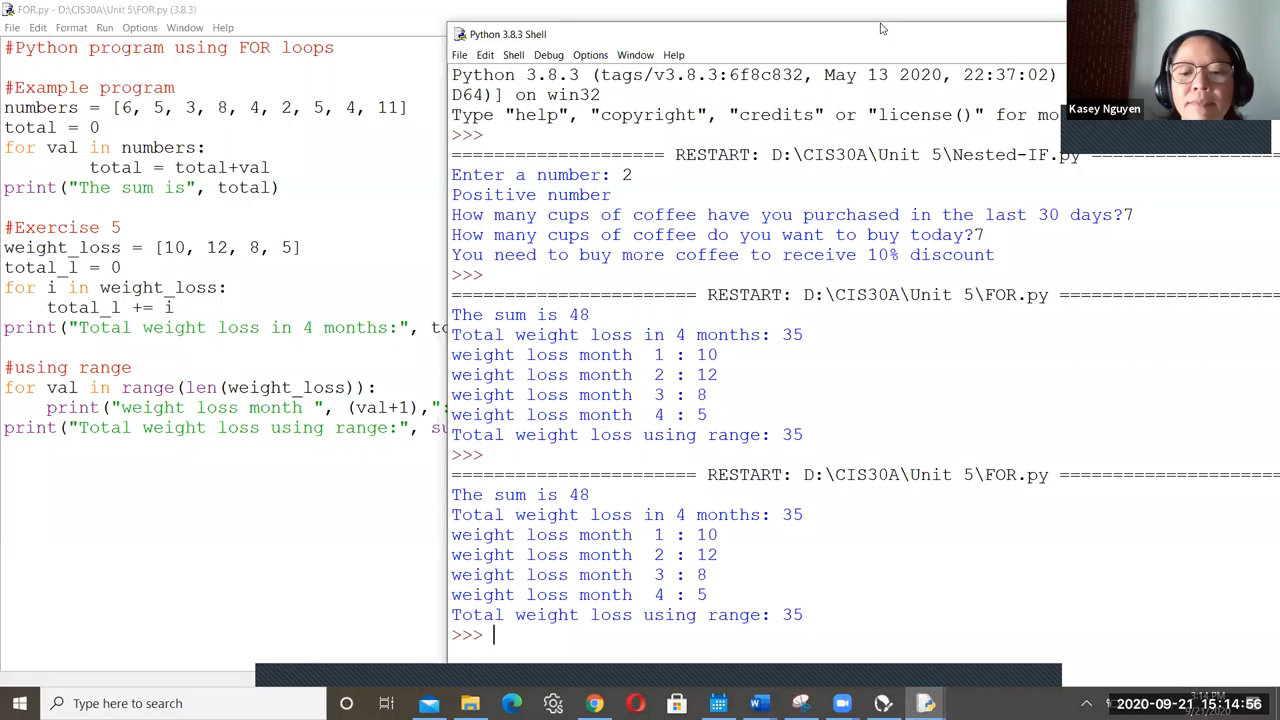 FOR.py - D:\CIS30A\Unit 5\FOR.py (3.8.3)
File Edit Format Run Options Window Help
#Python program using FOR loops
#Example program
numbers = [6, 5, 3, 8, 4, 2, 5, 4, 11]
total = 0
for val in numbers:
total = total+val
print("The sum is", total)
#Exercise 5
weight_loss = [10, 12, 8, 5]
total_l = 0
for i in weight_loss:
total_l += i
print("Total weight loss in 4 months:", to
#using range
for val in range(len(weight_loss)):
print("weight loss month ", (val+1),":
print("Total weight loss using range:", su
Python 3.8.3 Shell
File Edit Shell Debug Options Window Help
Python 3.8.3 (tags/v3.8.3:6f8c832, May 13 2020, 22:37:02)
D64)] on win32
Type "help", "copyright", "credits" or "license()" for mo
>>>
==================== RESTART: D:\CIS30A\Unit 5\Nested-IF.py ==================
Enter a number: 2
Positive number
How many cups of coffee have you purchased in the last 30 days?7
How many cups of coffee do you want to buy today?7
You need to buy more coffee to receive 10% discount
>>>
======================= RESTART: D:\CIS30A\Unit 5\FOR.py =====================
The sum is 48
Total weight loss in 4 months: 35
weight loss month  1 : 10
weight loss month  2 : 12
weight loss month  3 : 8
weight loss month  4 : 5
Total weight loss using range: 35
>>>
======================= RESTART: D:\CIS30A\Unit 5\FOR.py =====================
The sum is 48
Total weight loss in 4 months: 35
weight loss month  1 : 10
weight loss month  2 : 12
weight loss month  3 : 8
weight loss month  4 : 5
Total weight loss using range: 35
>>>
Kasey Nguyen
Type here to search
3:14 PM
9/21/2020
2020-09-21 15:14:56